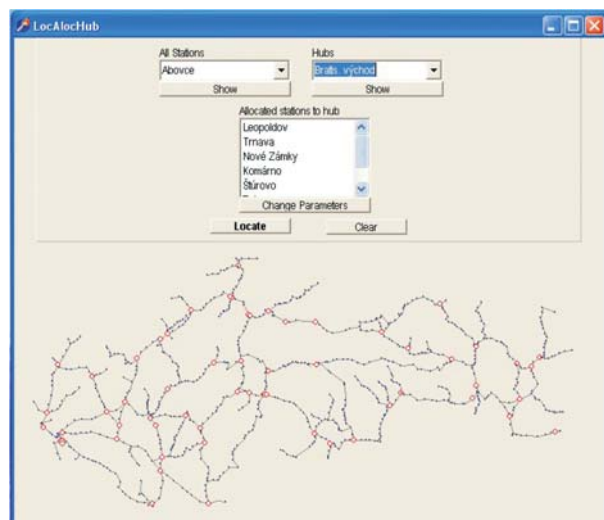 LocAlocHub
All Stations
Hubs
Abovce
Bratis. východ
Show
Show
Allocated stations to hub
Leopoldov
Trnava
Nové Zámky
Komárno
Štúrovo
Change Parameters
Locate
Clear